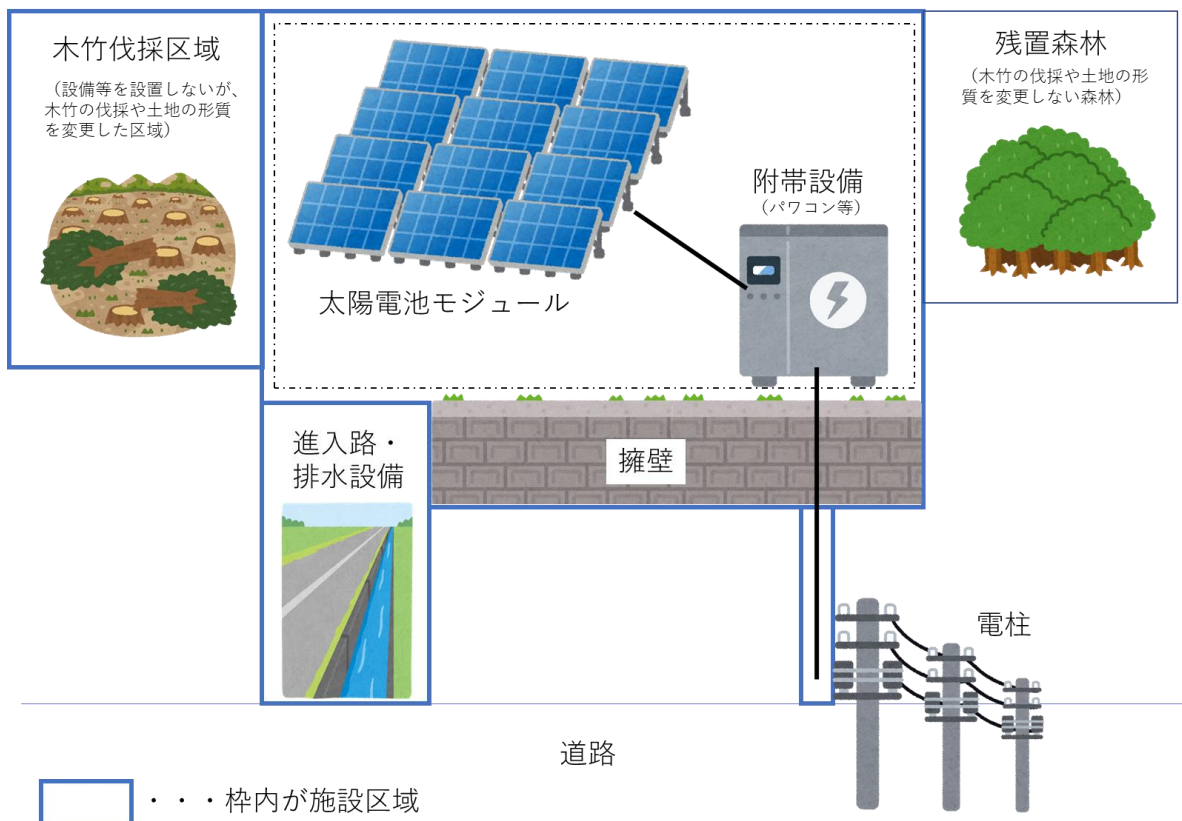 木竹伐採区域
（設備等を設置しないが、
木竹の伐採や土地の形質
を変更した区域）
太陽電池モジュール
附帯設備
（パワコン等）
残置森林
（木竹の伐採や土地の形
質を変更しない森林）
進入路・
排水設備
擁壁
電柱
道路
・・・枠内が施設区域